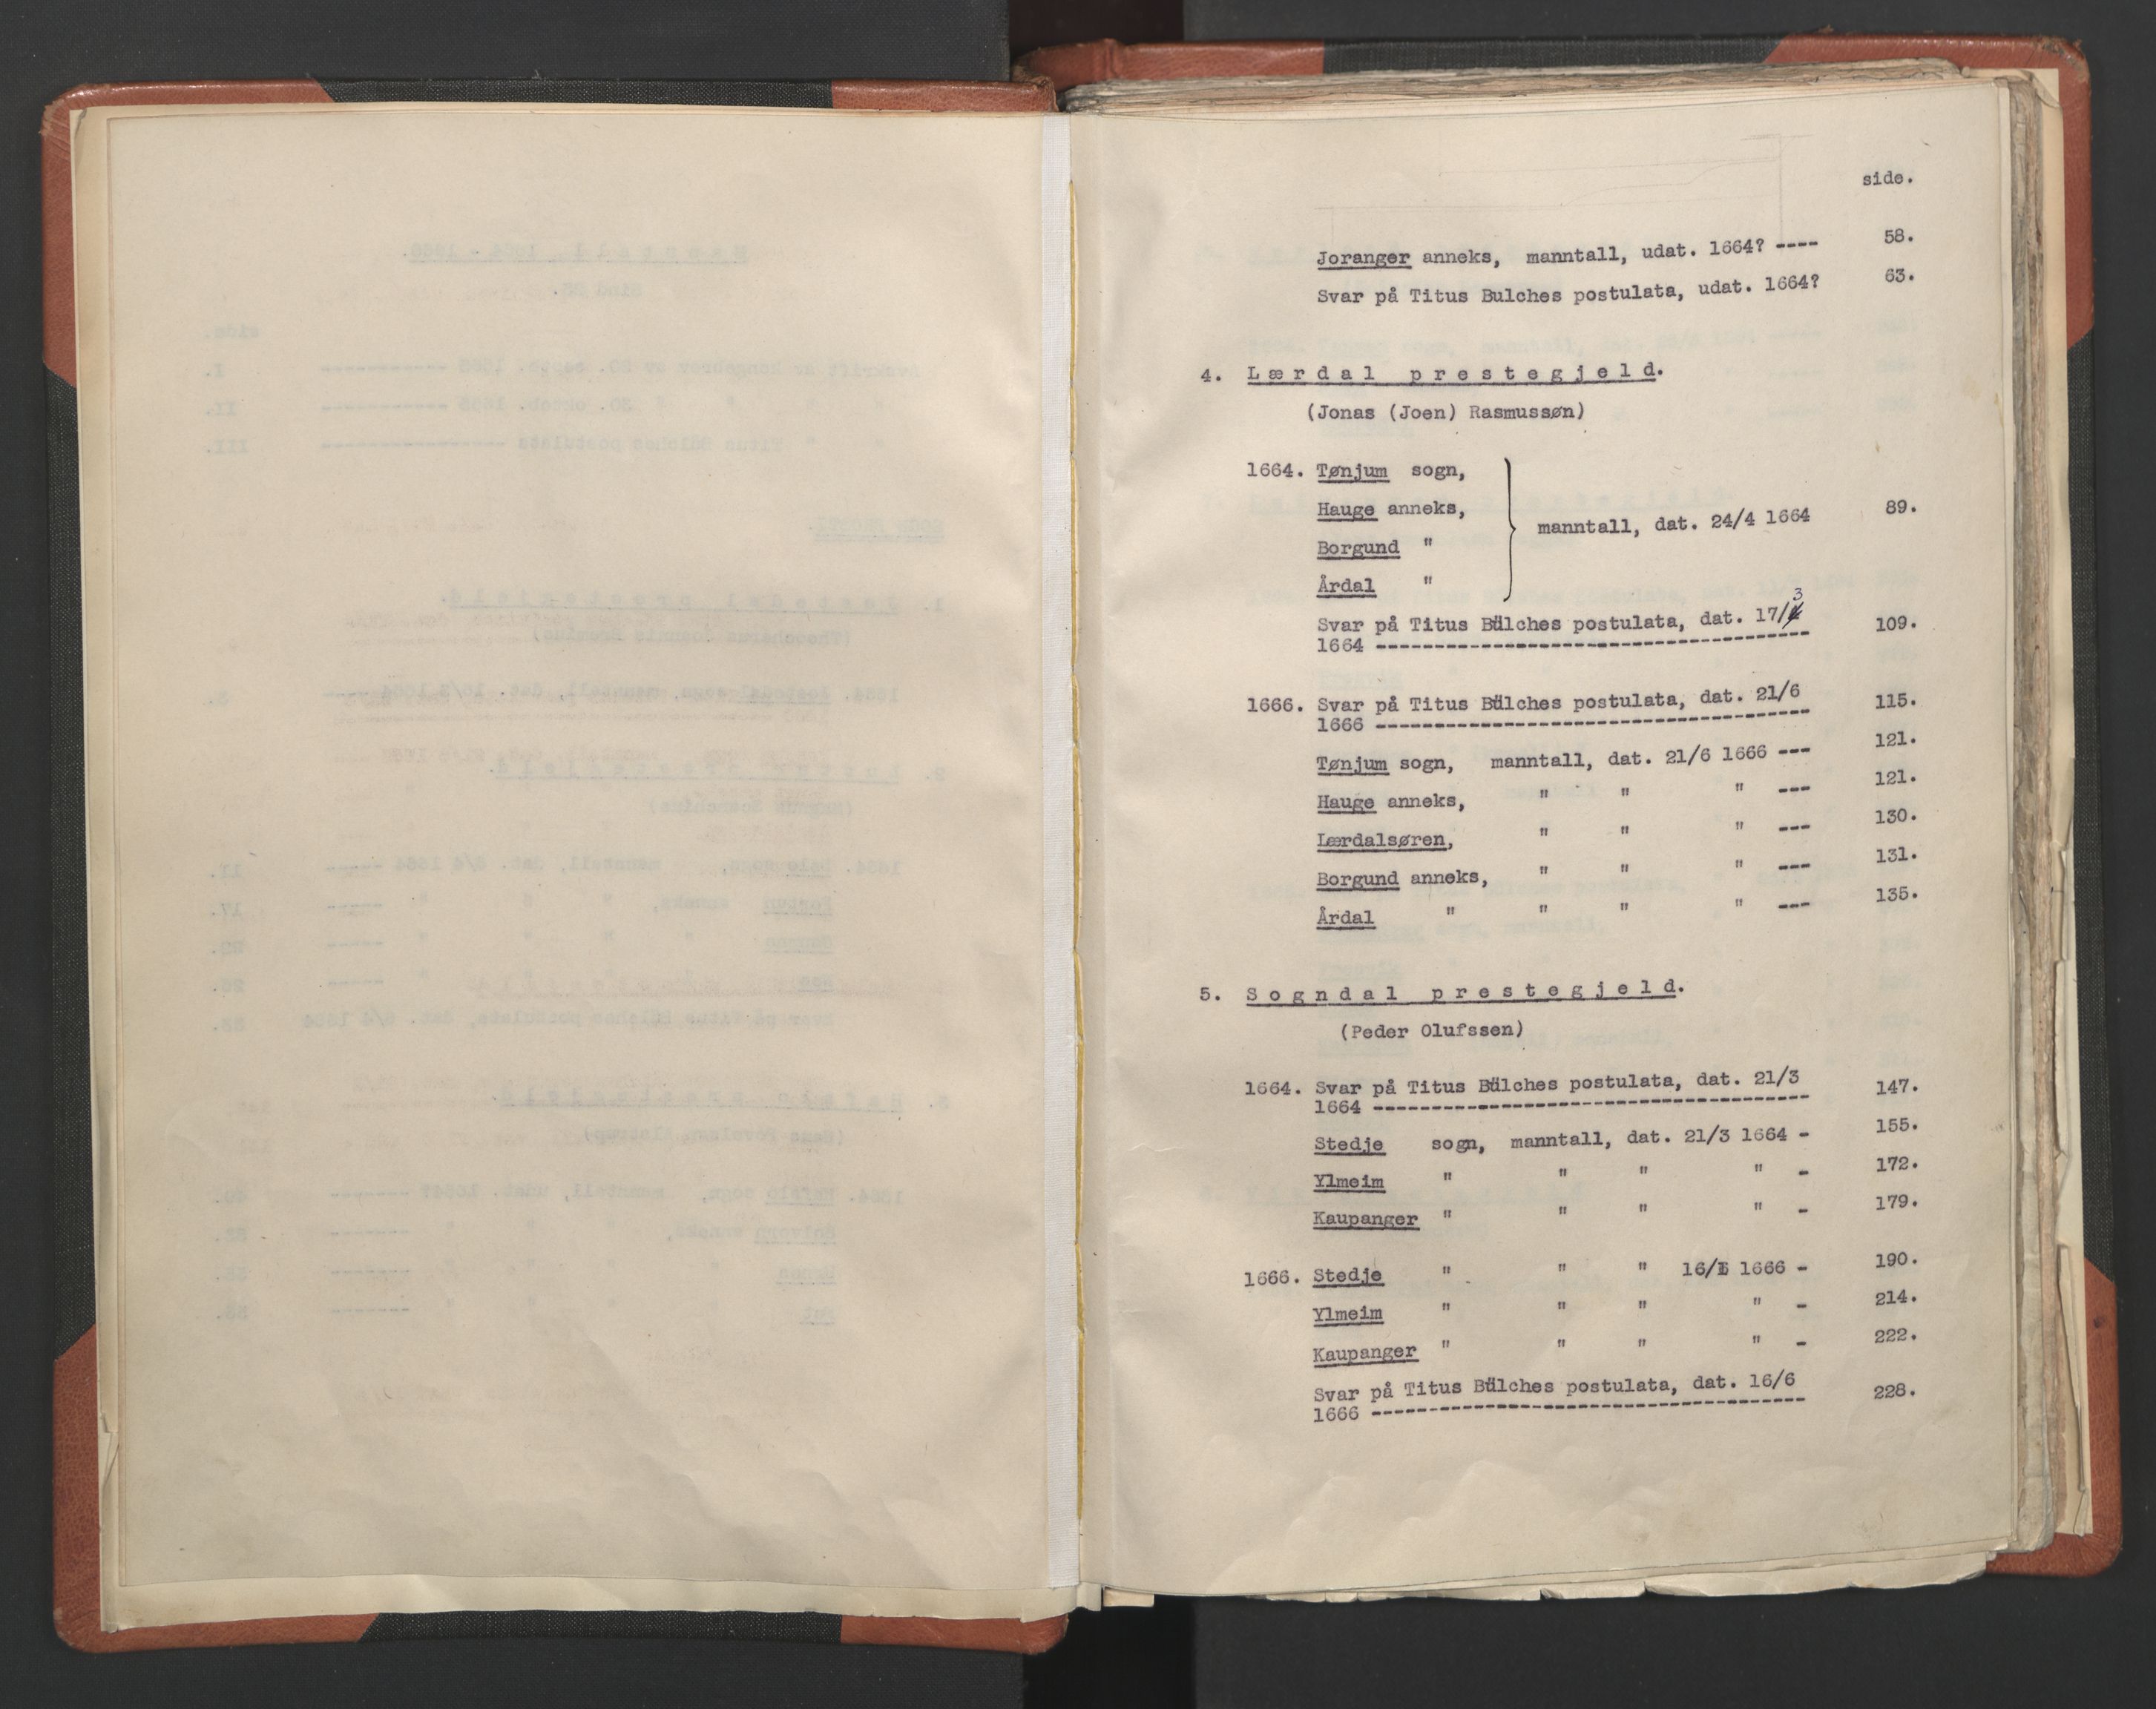 side.
Joranger anneks, manntall, udat. 1664? ---- 58.
Svar på Titus Bulches postulata, udat. 1664? 63.
4. Lærdal prestegjeld.
(Jonas (Joen) Rasmussøn)
1664. Tønjum sogn,
Hauge anneks,
manntall, dat. 24/4 1664 89.
Borgund "
Årdal "
Svar på Titus Bülches postulata, dat. 17/3
1664 ------------------------------------- 109.
1666. Svar på Titus Bülches postulata, dat. 21/6
1666 ------------------------------------- 115.
Tønjum sogn, manntall, dat. 21/6 1666 --- 121.
Hauge anneks, " " " --- 121.
Lærdalsøren, " " " --- 130.
Borgund anneks, " " " --- 131.
Årdal " " " " --- 135.
5. Sogndal prestegjeld.
(Peder Olufssen)
1664. Svar på Titus Bülches postulata, dat. 21/3
1664 ------------------------------------- 147.
Stedje sogn, manntall, dat. 21/3 1664 - 155.
Ylmeim " " " " - 172.
Kaupanger " " " " - 179.
1666. Stedje " " " 16/6 1666 - 190.
Ylmeim " " " " - 214.
Kaupanger " " " " - 222.
Svar på Titus Bülches postulata, dat. 16/6
1666 ------------------------------------- 228.